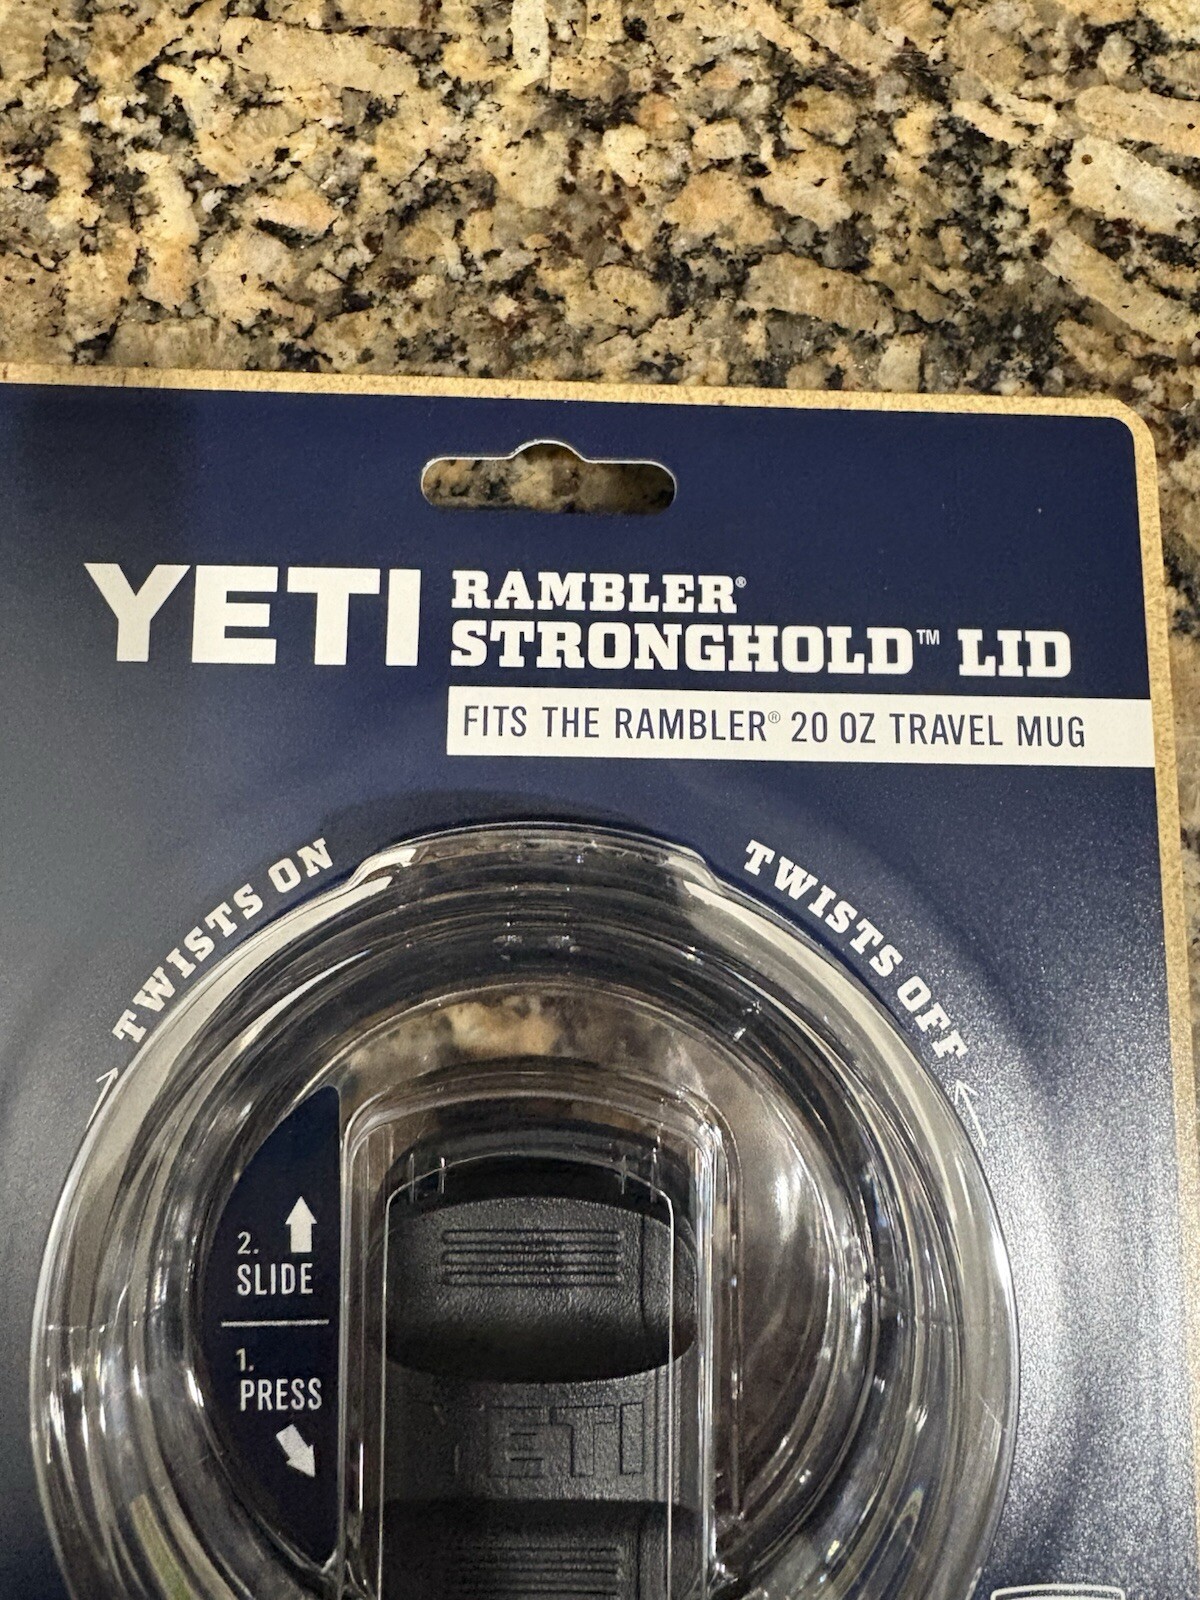 YETI
RAMBLER®
STRONGHOLD™ LID
FITS THE RAMBLER® 20 OZ TRAVEL MUG
TWISTS ON
TWISTS OFF
2.
SLIDE
1.
PRESS
YETI